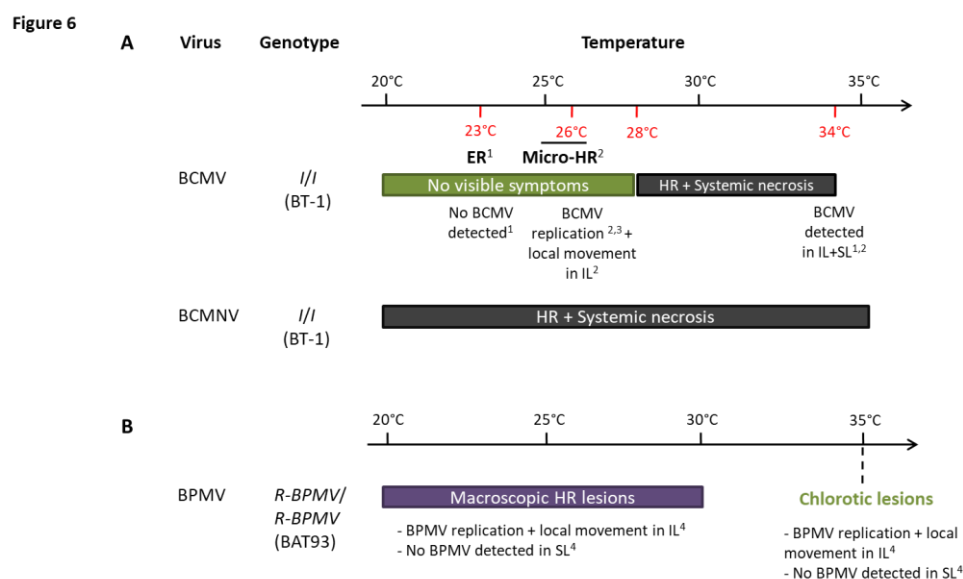 Figure 6
A Virus Genotype Temperature
20°C 25°C 30°C 35°C
23°C 26°C 28°C 34°C
ER¹ Micro-HR²
BCMV I/I No visible symptoms HR + Systemic necrosis
(BT-1)
No BCMV BCMV BCMV
detected¹ replication ²,³ + detected
local movement in IL+SL¹,²
in IL²
BCMNV I/I HR + Systemic necrosis
(BT-1)
B 20°C 25°C 30°C 35°C
BPMV R-BPMV/ Macroscopic HR lesions Chlorotic lesions
R-BPMV
(BAT93)
- BPMV replication + local movement in IL⁴
- No BPMV detected in SL⁴
- BPMV replication + local
movement in IL⁴
- No BPMV detected in SL⁴